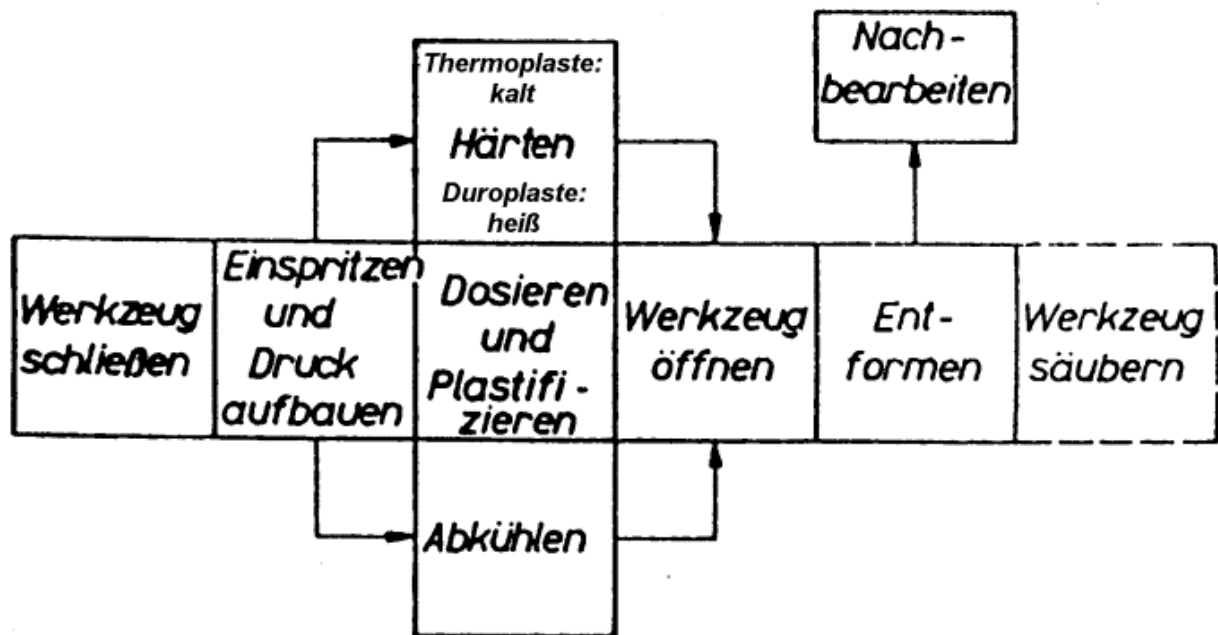 Thermoplaste:
kalt
Härten
Duroplaste:
heiß
Nach-
bearbeiten
Werkzeug
schließen
Einspritzen
und
Druck
aufbauen
Dosieren
und
Plastifi-
zieren
Werkzeug
öffnen
Ent-
formen
Werkzeug
säubern
Abkühlen